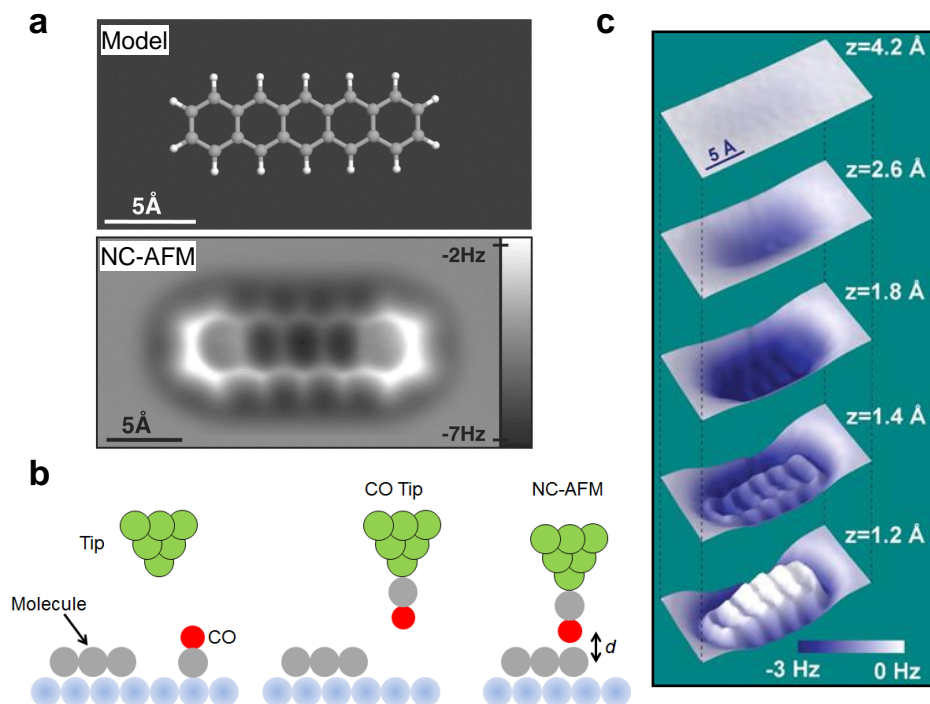 a
Model
5Å
NC-AFM
-2Hz
5Å
-7Hz
b
Tip
Molecule
CO
CO Tip
NC-AFM
d
c
z=4.2 Å
5 Å
z=2.6 Å
z=1.8 Å
z=1.4 Å
z=1.2 Å
-3 Hz 0 Hz